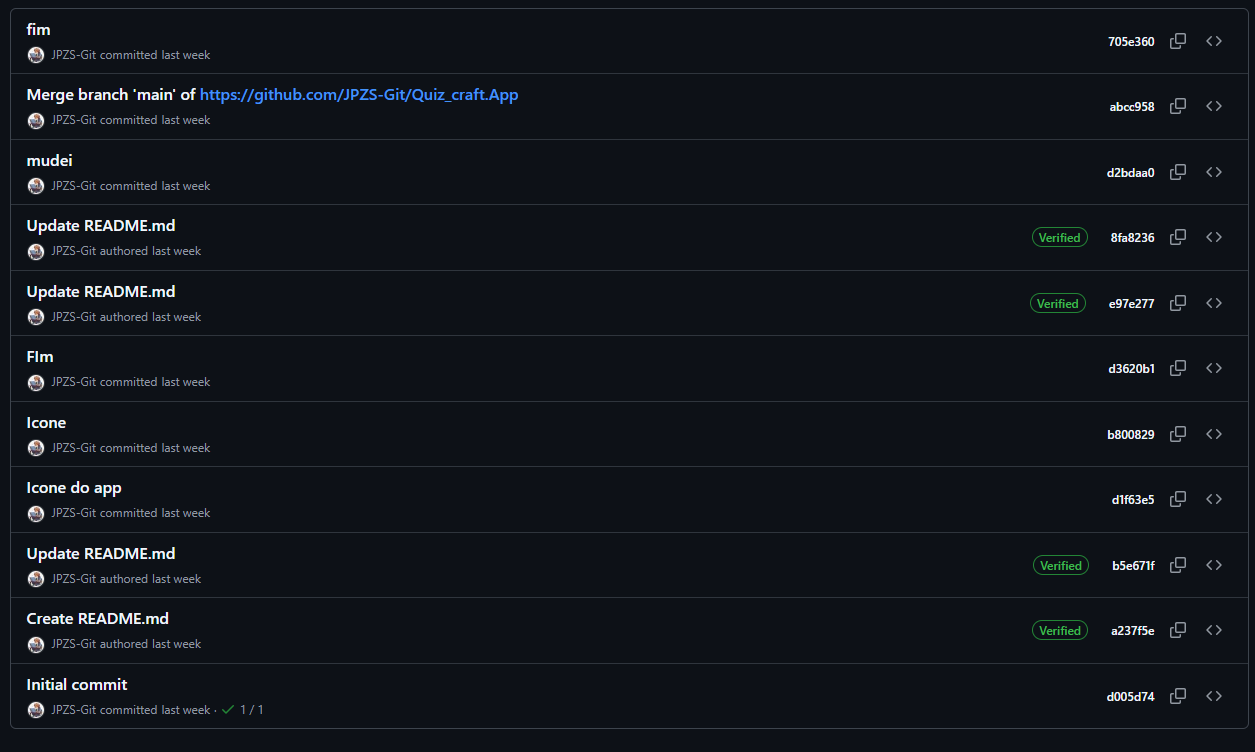 fim
JPZS-Git committed last week
705e360
Merge branch 'main' of https://github.com/JPZS-Git/Quiz_craft.App
JPZS-Git committed last week
abcc958
mudei
JPZS-Git committed last week
d2bdaa0
Update README.md
JPZS-Git authored last week
Verified 8fa8236
Update README.md
JPZS-Git authored last week
Verified e97e277
FIm
JPZS-Git committed last week
d3620b1
Icone
JPZS-Git committed last week
b800829
Icone do app
JPZS-Git committed last week
d1f63e5
Update README.md
JPZS-Git authored last week
Verified b5e671f
Create README.md
JPZS-Git authored last week
Verified a237f5e
Initial commit
JPZS-Git committed last week · ✓ 1 / 1
d005d74